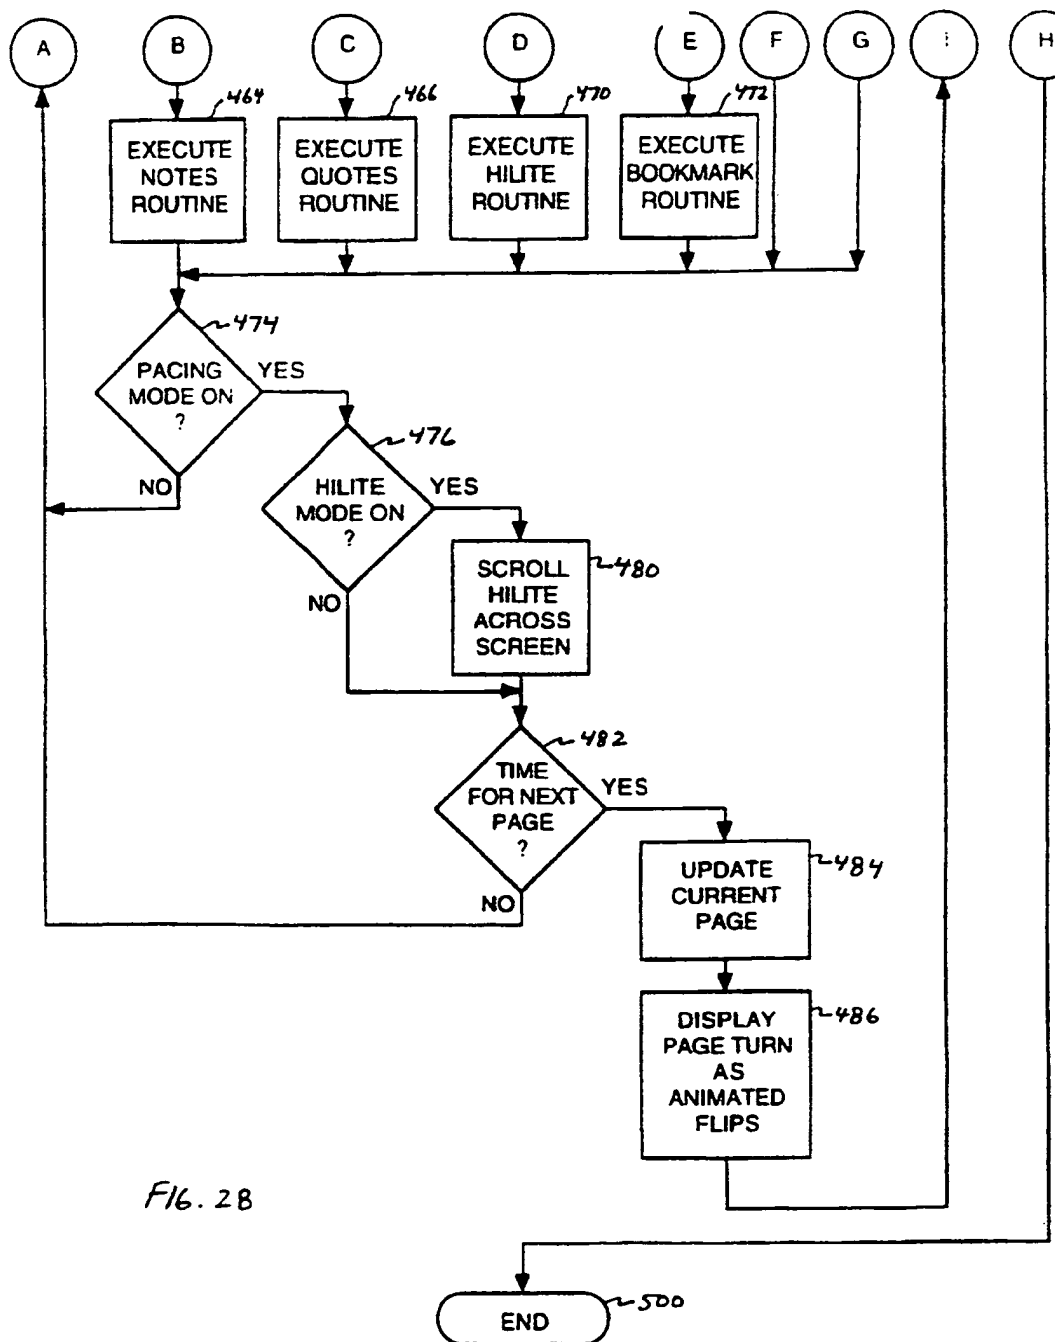 A B C D E F G I H
464 466 470 472
EXECUTE
NOTES
ROUTINE
EXECUTE
QUOTES
ROUTINE
EXECUTE
HILITE
ROUTINE
EXECUTE
BOOKMARK
ROUTINE
474
PACING
MODE ON
?
YES
NO
476
HILITE
MODE ON
?
YES
NO
480
SCROLL
HILITE
ACROSS
SCREEN
482
TIME
FOR NEXT
PAGE
?
YES
NO
484
UPDATE
CURRENT
PAGE
486
DISPLAY
PAGE TURN
AS
ANIMATED
FLIPS
FIG. 28
END
500